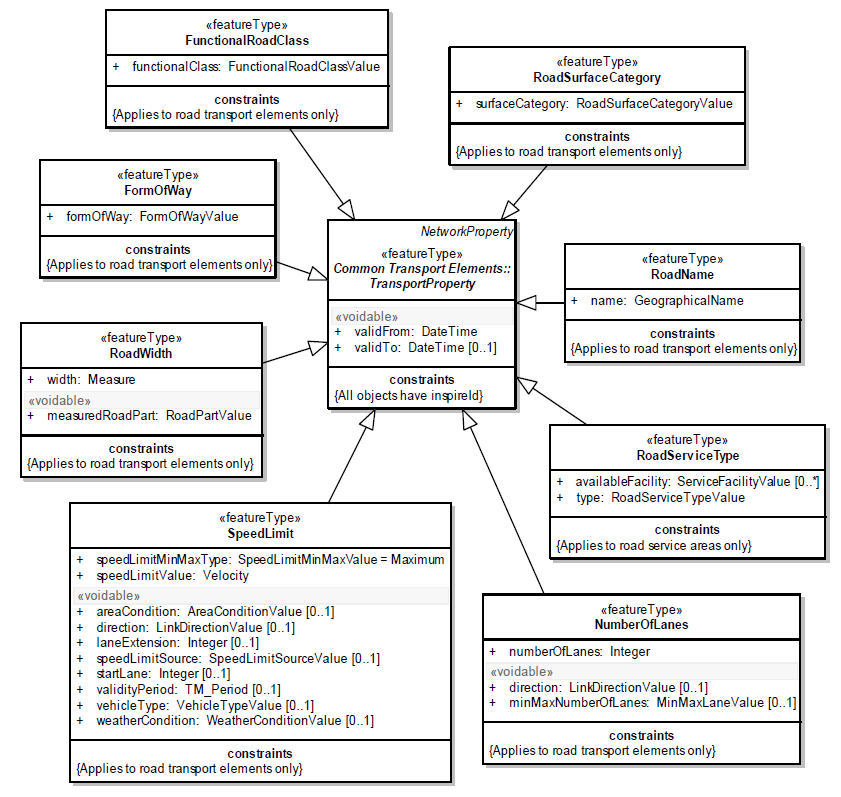 «featureType»
FunctionalRoadClass
+ functionalClass: FunctionalRoadClassValue
constraints
{Applies to road transport elements only}
«featureType»
RoadSurfaceCategory
+ surfaceCategory: RoadSurfaceCategoryValue
constraints
{Applies to road transport elements only}
«featureType»
FormOfWay
+ formOfWay: FormOfWayValue
constraints
{Applies to road transport elements only}
NetworkProperty
«featureType»
Common Transport Elements::
TransportProperty
«voidable»
+ validFrom: DateTime
+ validTo: DateTime [0..1]
constraints
{All objects have inspireId}
«featureType»
RoadName
+ name: GeographicalName
constraints
{Applies to road transport elements only}
«featureType»
RoadWidth
+ width: Measure
«voidable»
+ measuredRoadPart: RoadPartValue
constraints
{Applies to road transport elements only}
«featureType»
RoadServiceType
+ availableFacility: ServiceFacilityValue [0..*]
+ type: RoadServiceTypeValue
constraints
{Applies to road service areas only}
«featureType»
SpeedLimit
+ speedLimitMinMaxType: SpeedLimitMinMaxValue = Maximum
+ speedLimitValue: Velocity
«voidable»
+ areaCondition: AreaConditionValue [0..1]
+ direction: LinkDirectionValue [0..1]
+ laneExtension: Integer [0..1]
+ speedLimitSource: SpeedLimitSourceValue [0..1]
+ startLane: Integer [0..1]
+ validityPeriod: TM_Period [0..1]
+ vehicleType: VehicleTypeValue [0..1]
+ weatherCondition: WeatherConditionValue [0..1]
constraints
{Applies to road transport elements only}
«featureType»
NumberOfLanes
+ numberOfLanes: Integer
«voidable»
+ direction: LinkDirectionValue [0..1]
+ minMaxNumberOfLanes: MinMaxLaneValue [0..1]
constraints
{Applies to road transport elements only}